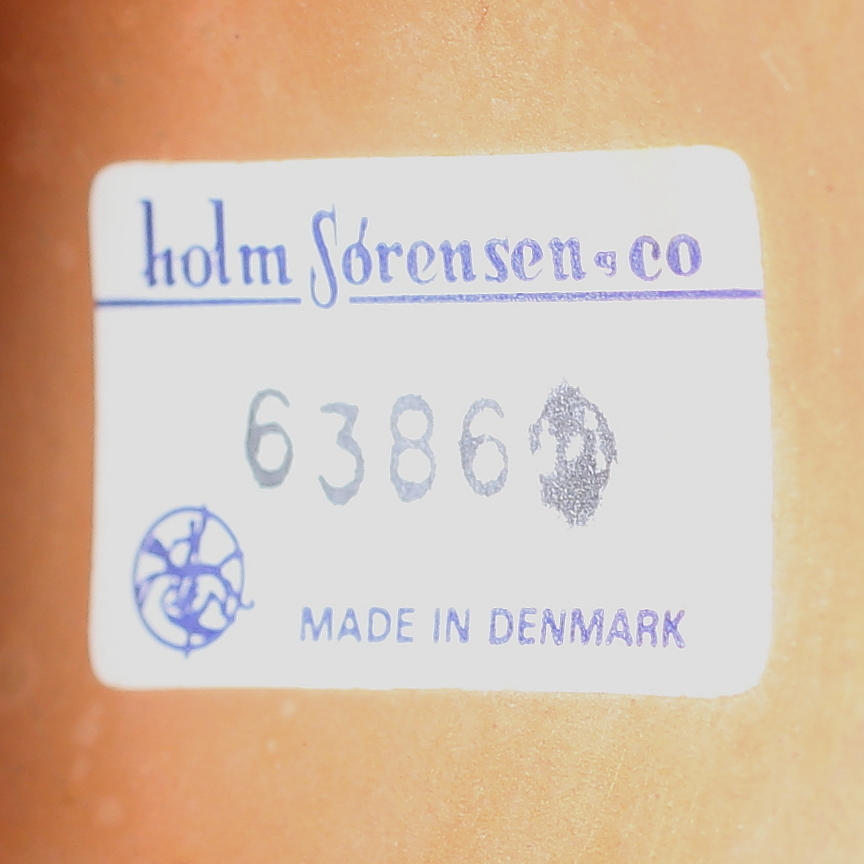 holm Sørensen & co
6386
MADE IN DENMARK